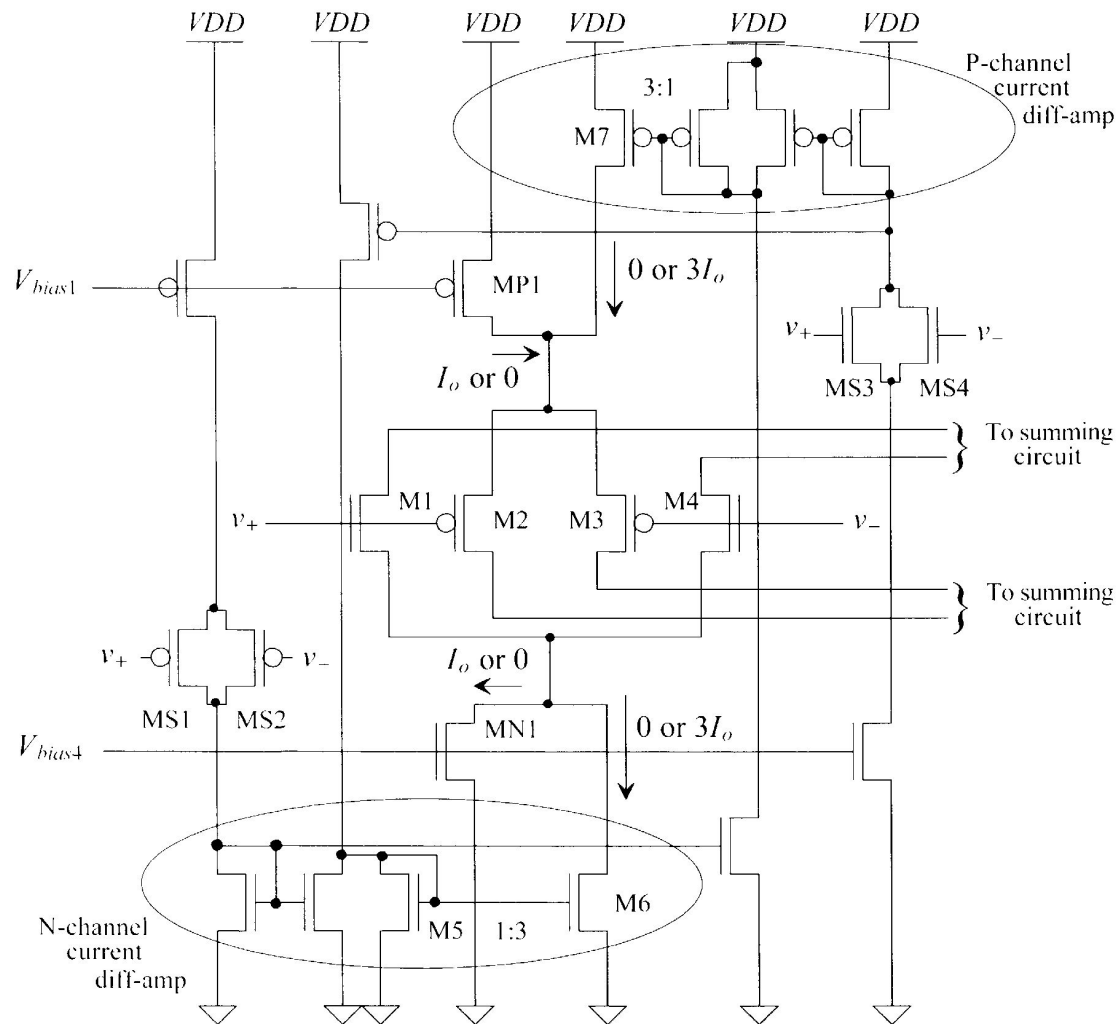 VDD VDD VDD VDD VDD VDD
P-channel
current
diff-amp
3:1
M7
0 or 3I_o
V_bias1
MP1
v_+ v_−
I_o or 0
MS3 MS4
To summing
circuit
M1 M4
v_+ M2 M3 v_−
To summing
circuit
v_+ v_−
I_o or 0
MS1 MS2
MN1 0 or 3I_o
V_bias4
M6
M5 1:3
N-channel
current
diff-amp